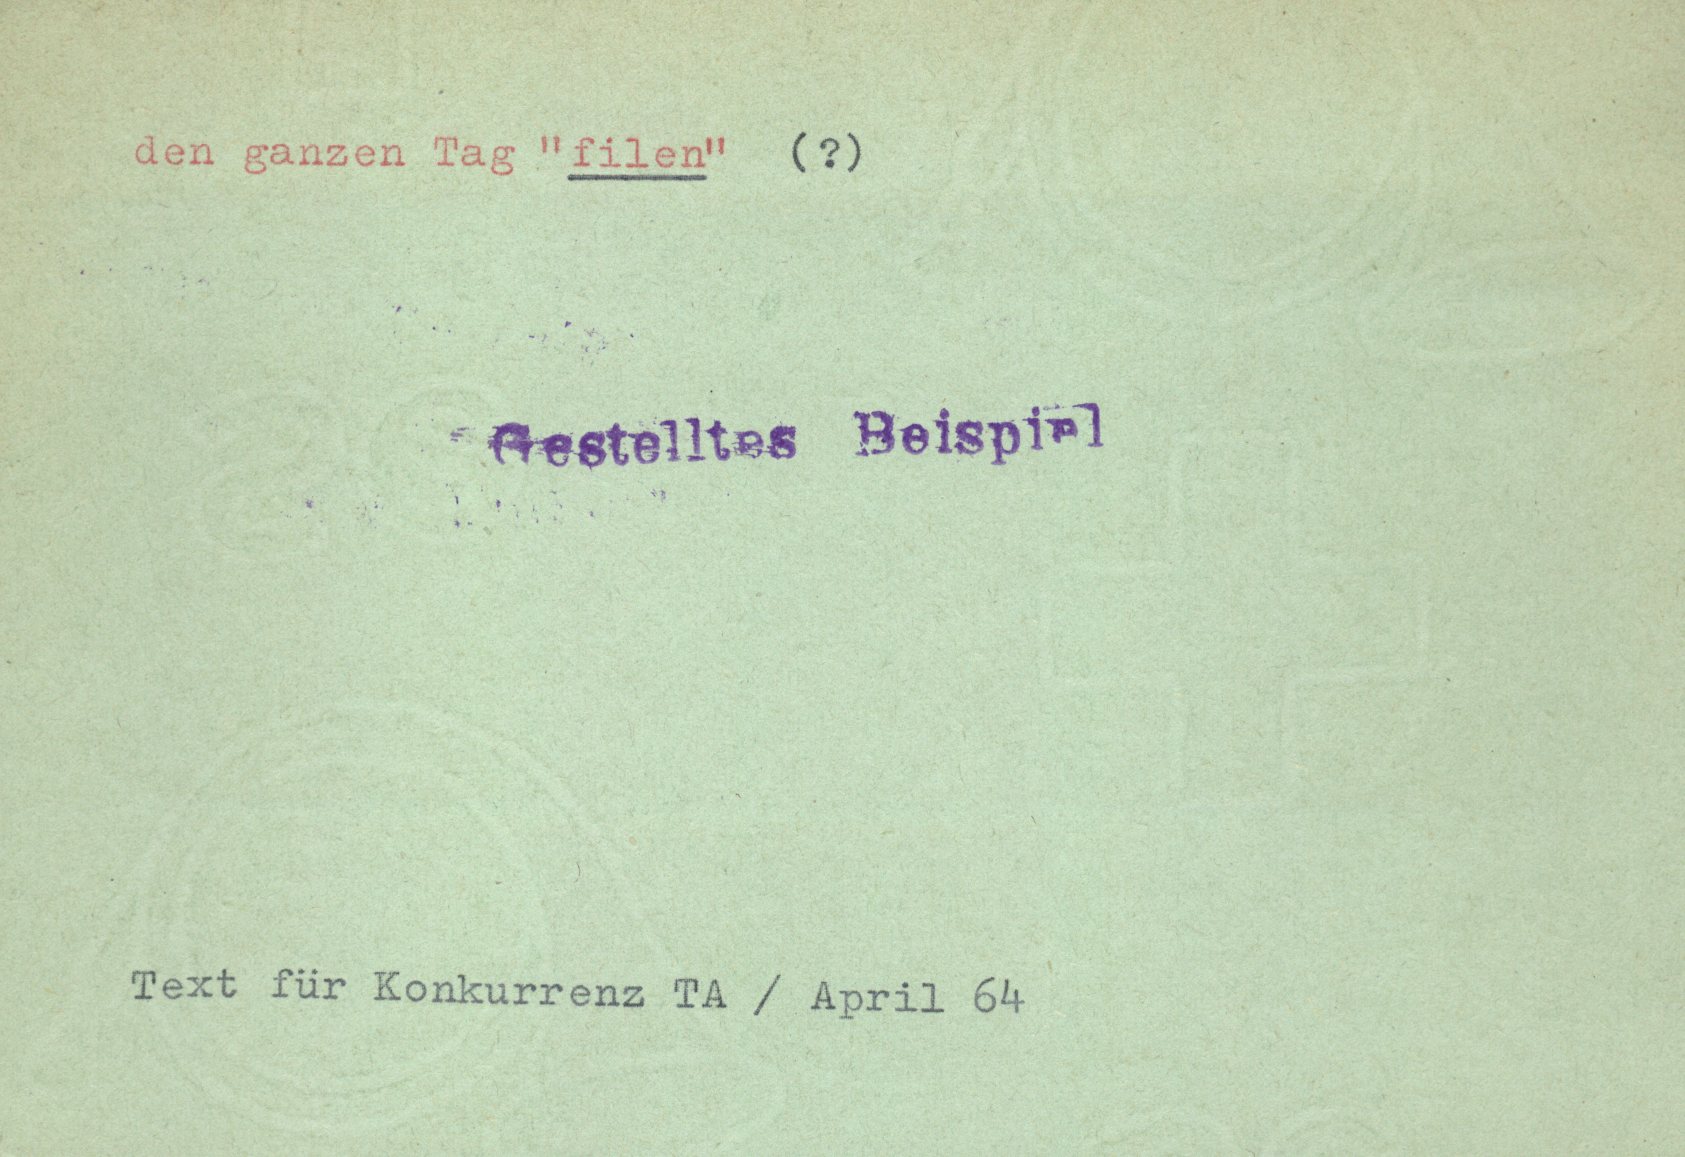 den ganzen Tag "filen" (?)
Gestelltes Beispiel
Text für Konkurrenz TA / April 64